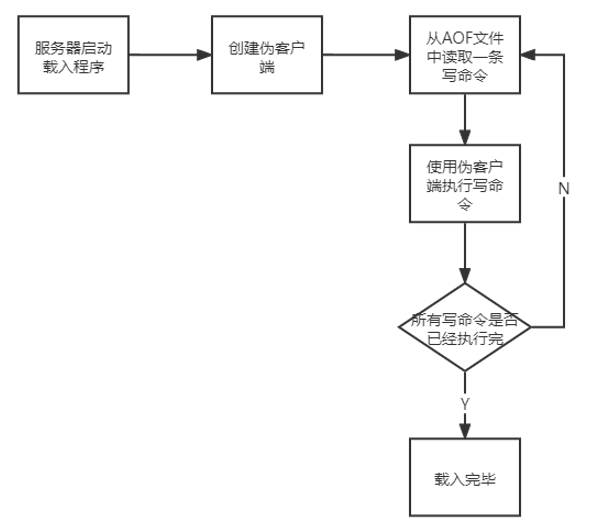 服务器启动
载入程序
创建伪客户
端
从AOF文件
中读取一条
写命令
使用伪客户
端执行写命
令
N
所有写命令是否
已经执行完
Y
载入完毕